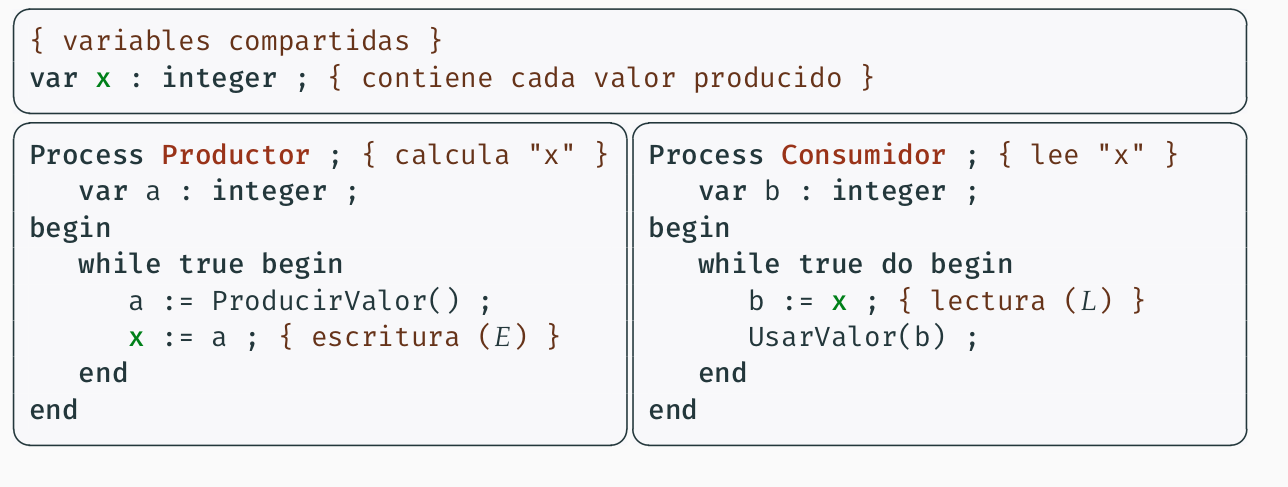 { variables compartidas }
var x : integer ; { contiene cada valor producido }
Process Productor ; { calcula "x" }
var a : integer ;
begin
while true begin
a := ProducirValor() ;
x := a ; { escritura (E) }
end
end
Process Consumidor ; { lee "x" }
var b : integer ;
begin
while true do begin
b := x ; { lectura (L) }
UsarValor(b) ;
end
end